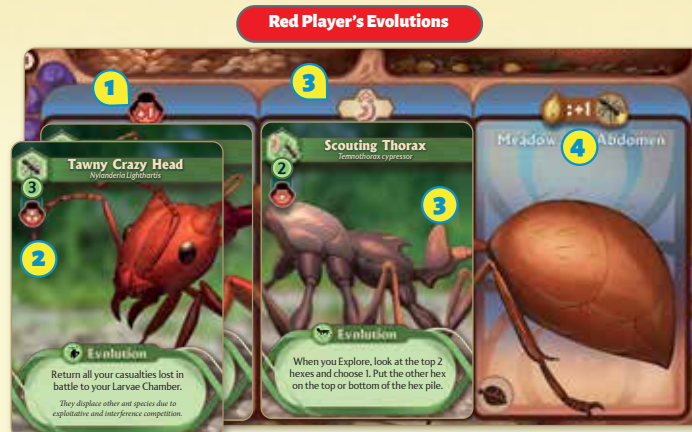 Red Player's Evolutions
1
3
+1
:+1
Meadow
4
Abdomen
Tawny Crazy Head
Nylanderia Lighthartis
3
2
Evolution
Return all your casualties lost in
battle to your Larvae Chamber.
They displace other ant species due to
exploitative and interference competition.
Scouting Thorax
Temnothorax cypressor
2
3
Evolution
When you Explore, look at the top 2
hexes and choose 1. Put the other hex
on the top or bottom of the hex pile.